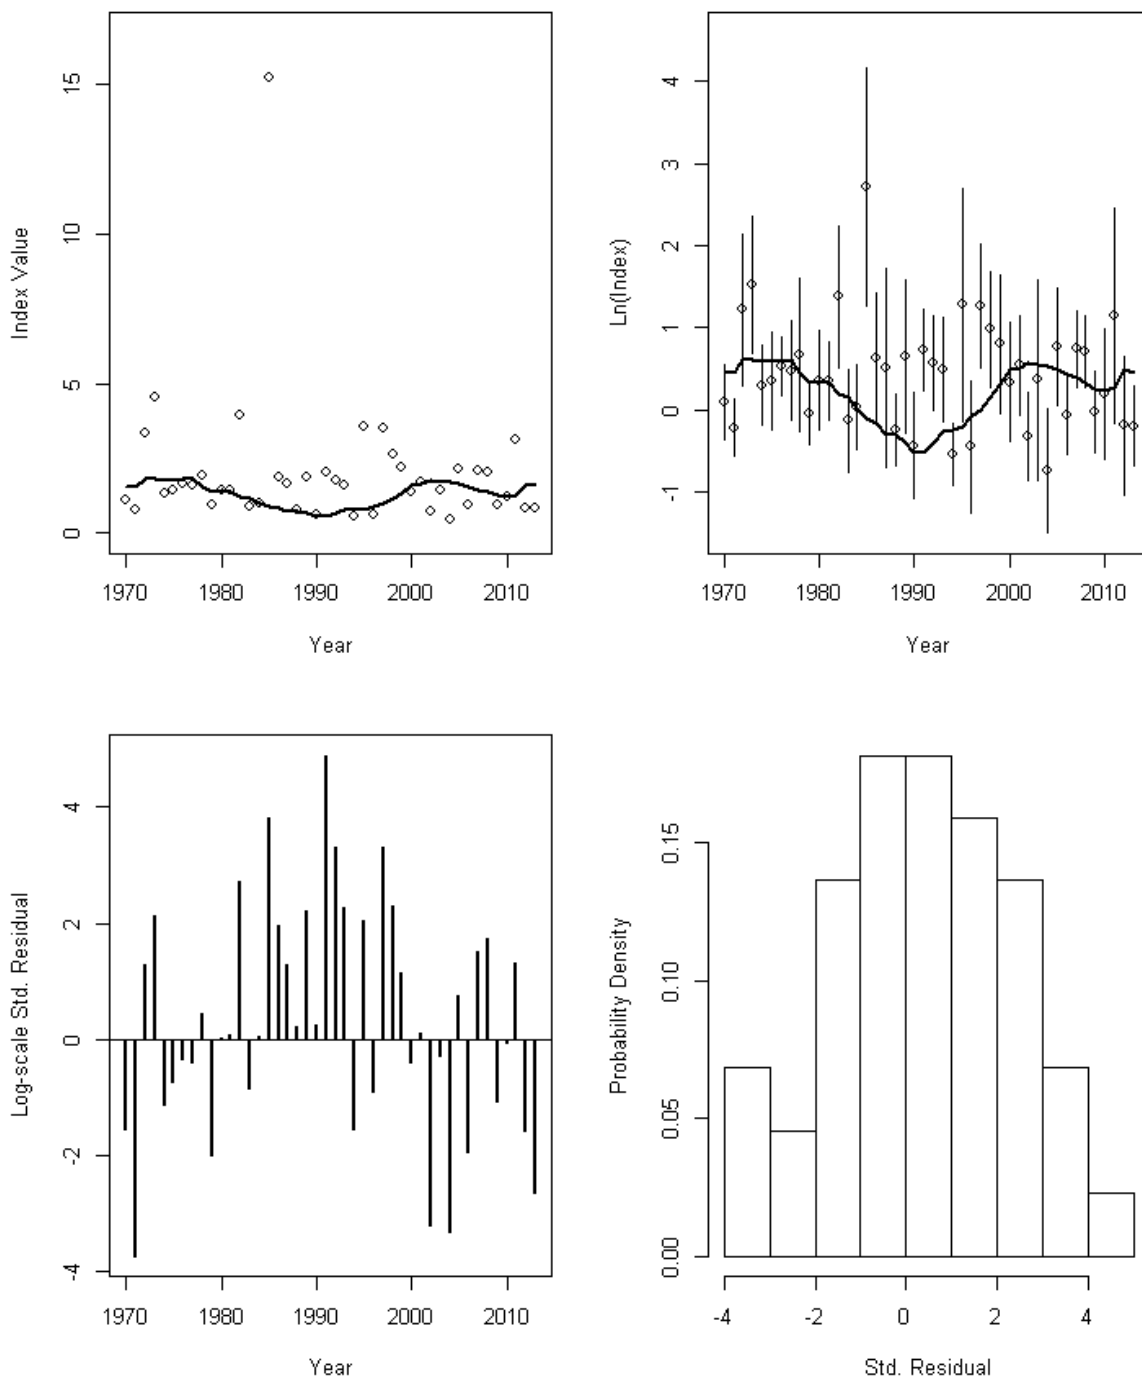 Index Value
15
10
5
0
1970 1980 1990 2000 2010
Year
Ln(Index)
4
3
2
1
0
-1
1970 1980 1990 2000 2010
Year
Log-scale Std. Residual
4
2
0
-2
-4
1970 1980 1990 2000 2010
Year
Probability Density
0.15
0.10
0.05
0.00
-4 -2 0 2 4
Std. Residual